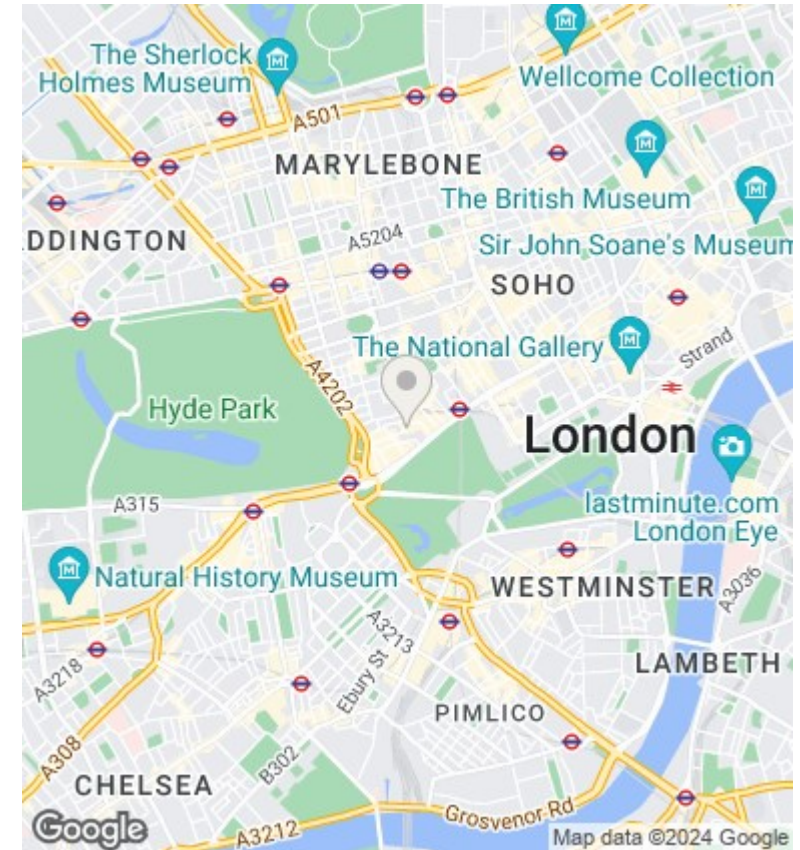 The Sherlock
Holmes Museum
Wellcome Collection
A501
MARYLEBONE
The British Museum
DDINGTON
A5204
Sir John Soane's Museum
SOHO
The National Gallery
Strand
A4202
Hyde Park
London
A315
lastminute.com
London Eye
Natural History Museum
WESTMINSTER
A3036
A3213
A3218
Ebury St
LAMBETH
PIMLICO
A308
B302
CHELSEA
Grosvenor Rd
Google
A3212
Map data ©2024 Google